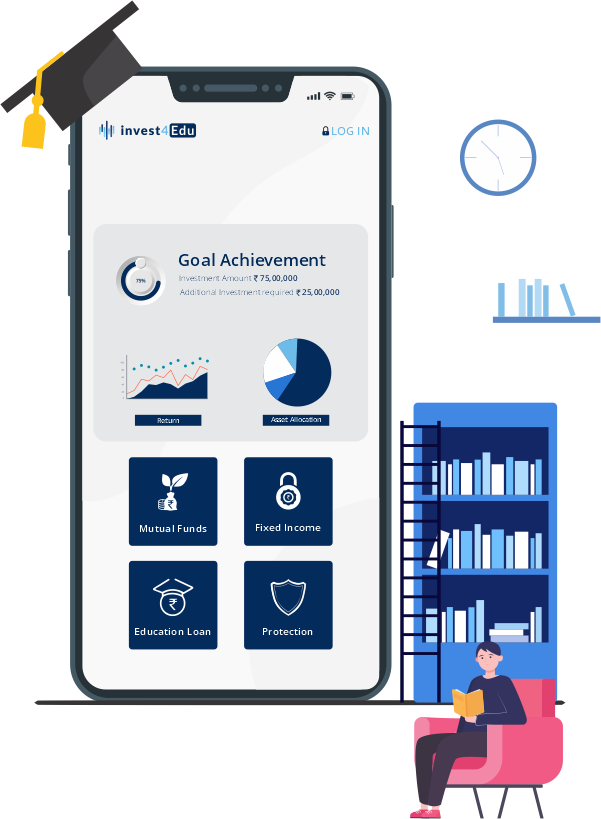 invest4Edu
LOG IN
Goal Achievement
75%
Investment Amount ₹ 75,00,000
Additional Investment required ₹ 25,00,000
Return
Asset Allocation
Mutual Funds
Fixed Income
Education Loan
Protection